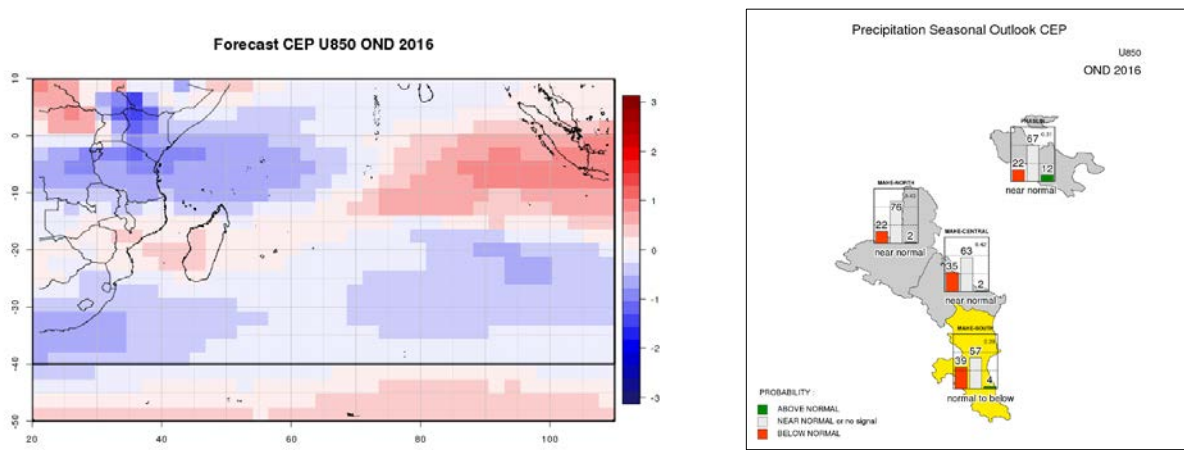 Forecast CEP U850 OND 2016
10
0
-10
-20
-30
-40
-50
20
40
60
80
100
3
2
1
0
-1
-2
-3
Precipitation Seasonal Outlook CEP
U850
OND 2016
PRASLIN
67
22
12
near normal
MAHE-NORTH
76
22
2
near normal
MAHE-CENTRAL
0.42
63
35
2
near normal
MAHE-SOUTH
57
39
4
normal to below
PROBABILITY :
ABOVE NORMAL
NEAR NORMAL or no signal
BELOW NORMAL